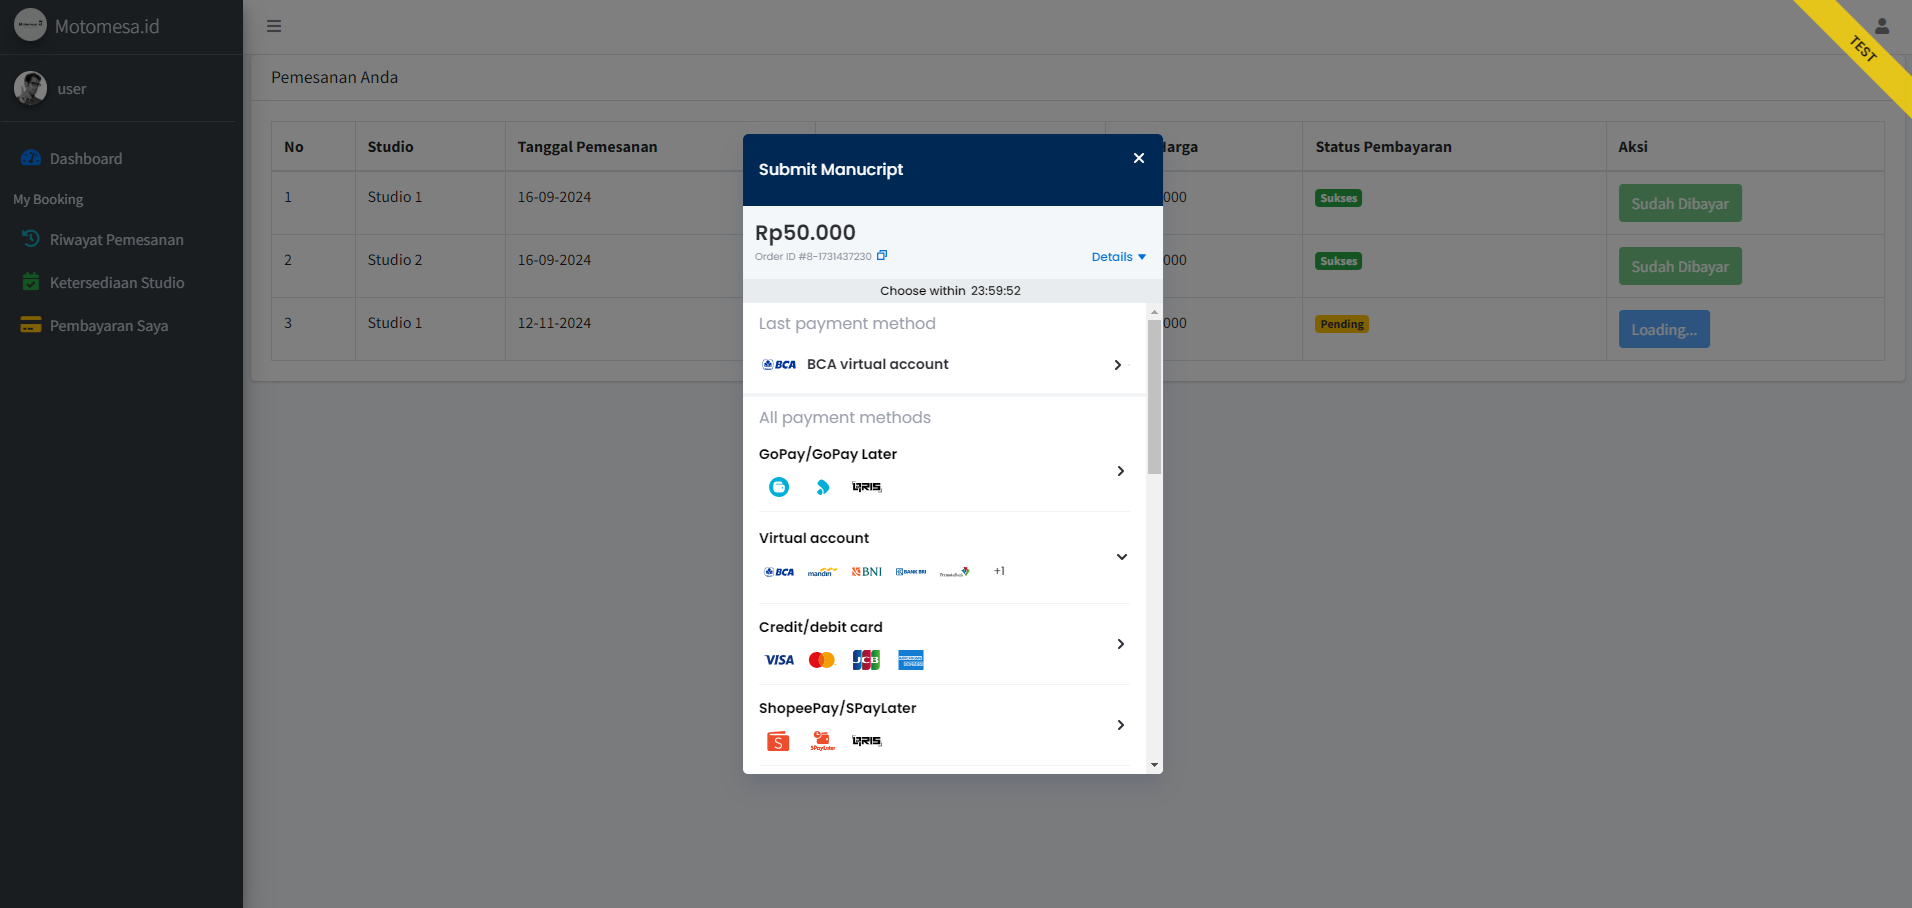 Motomesa.id
user
Dashboard
My Booking
Riwayat Pemesanan
Ketersediaan Studio
Pembayaran Saya
TEST
Pemesanan Anda
No Studio Tanggal Pemesanan Status Pembayaran Aksi
1 Studio 1 16-09-2024 000 Sukses Sudah Dibayar
2 Studio 2 16-09-2024 000 Sukses Sudah Dibayar
3 Studio 1 12-11-2024 000 Pending Loading...
Submit Manucript
Rp50.000
Order ID #8-1731437230
Details
Choose within 23:59:52
Last payment method
BCA BCA virtual account
All payment methods
GoPay/GoPay Later
QRIS
Virtual account
BCA mandiri BNI BANK BRI PermataBank +1
Credit/debit card
VISA JCB
ShopeePay/SPayLater
S SPayLater QRIS